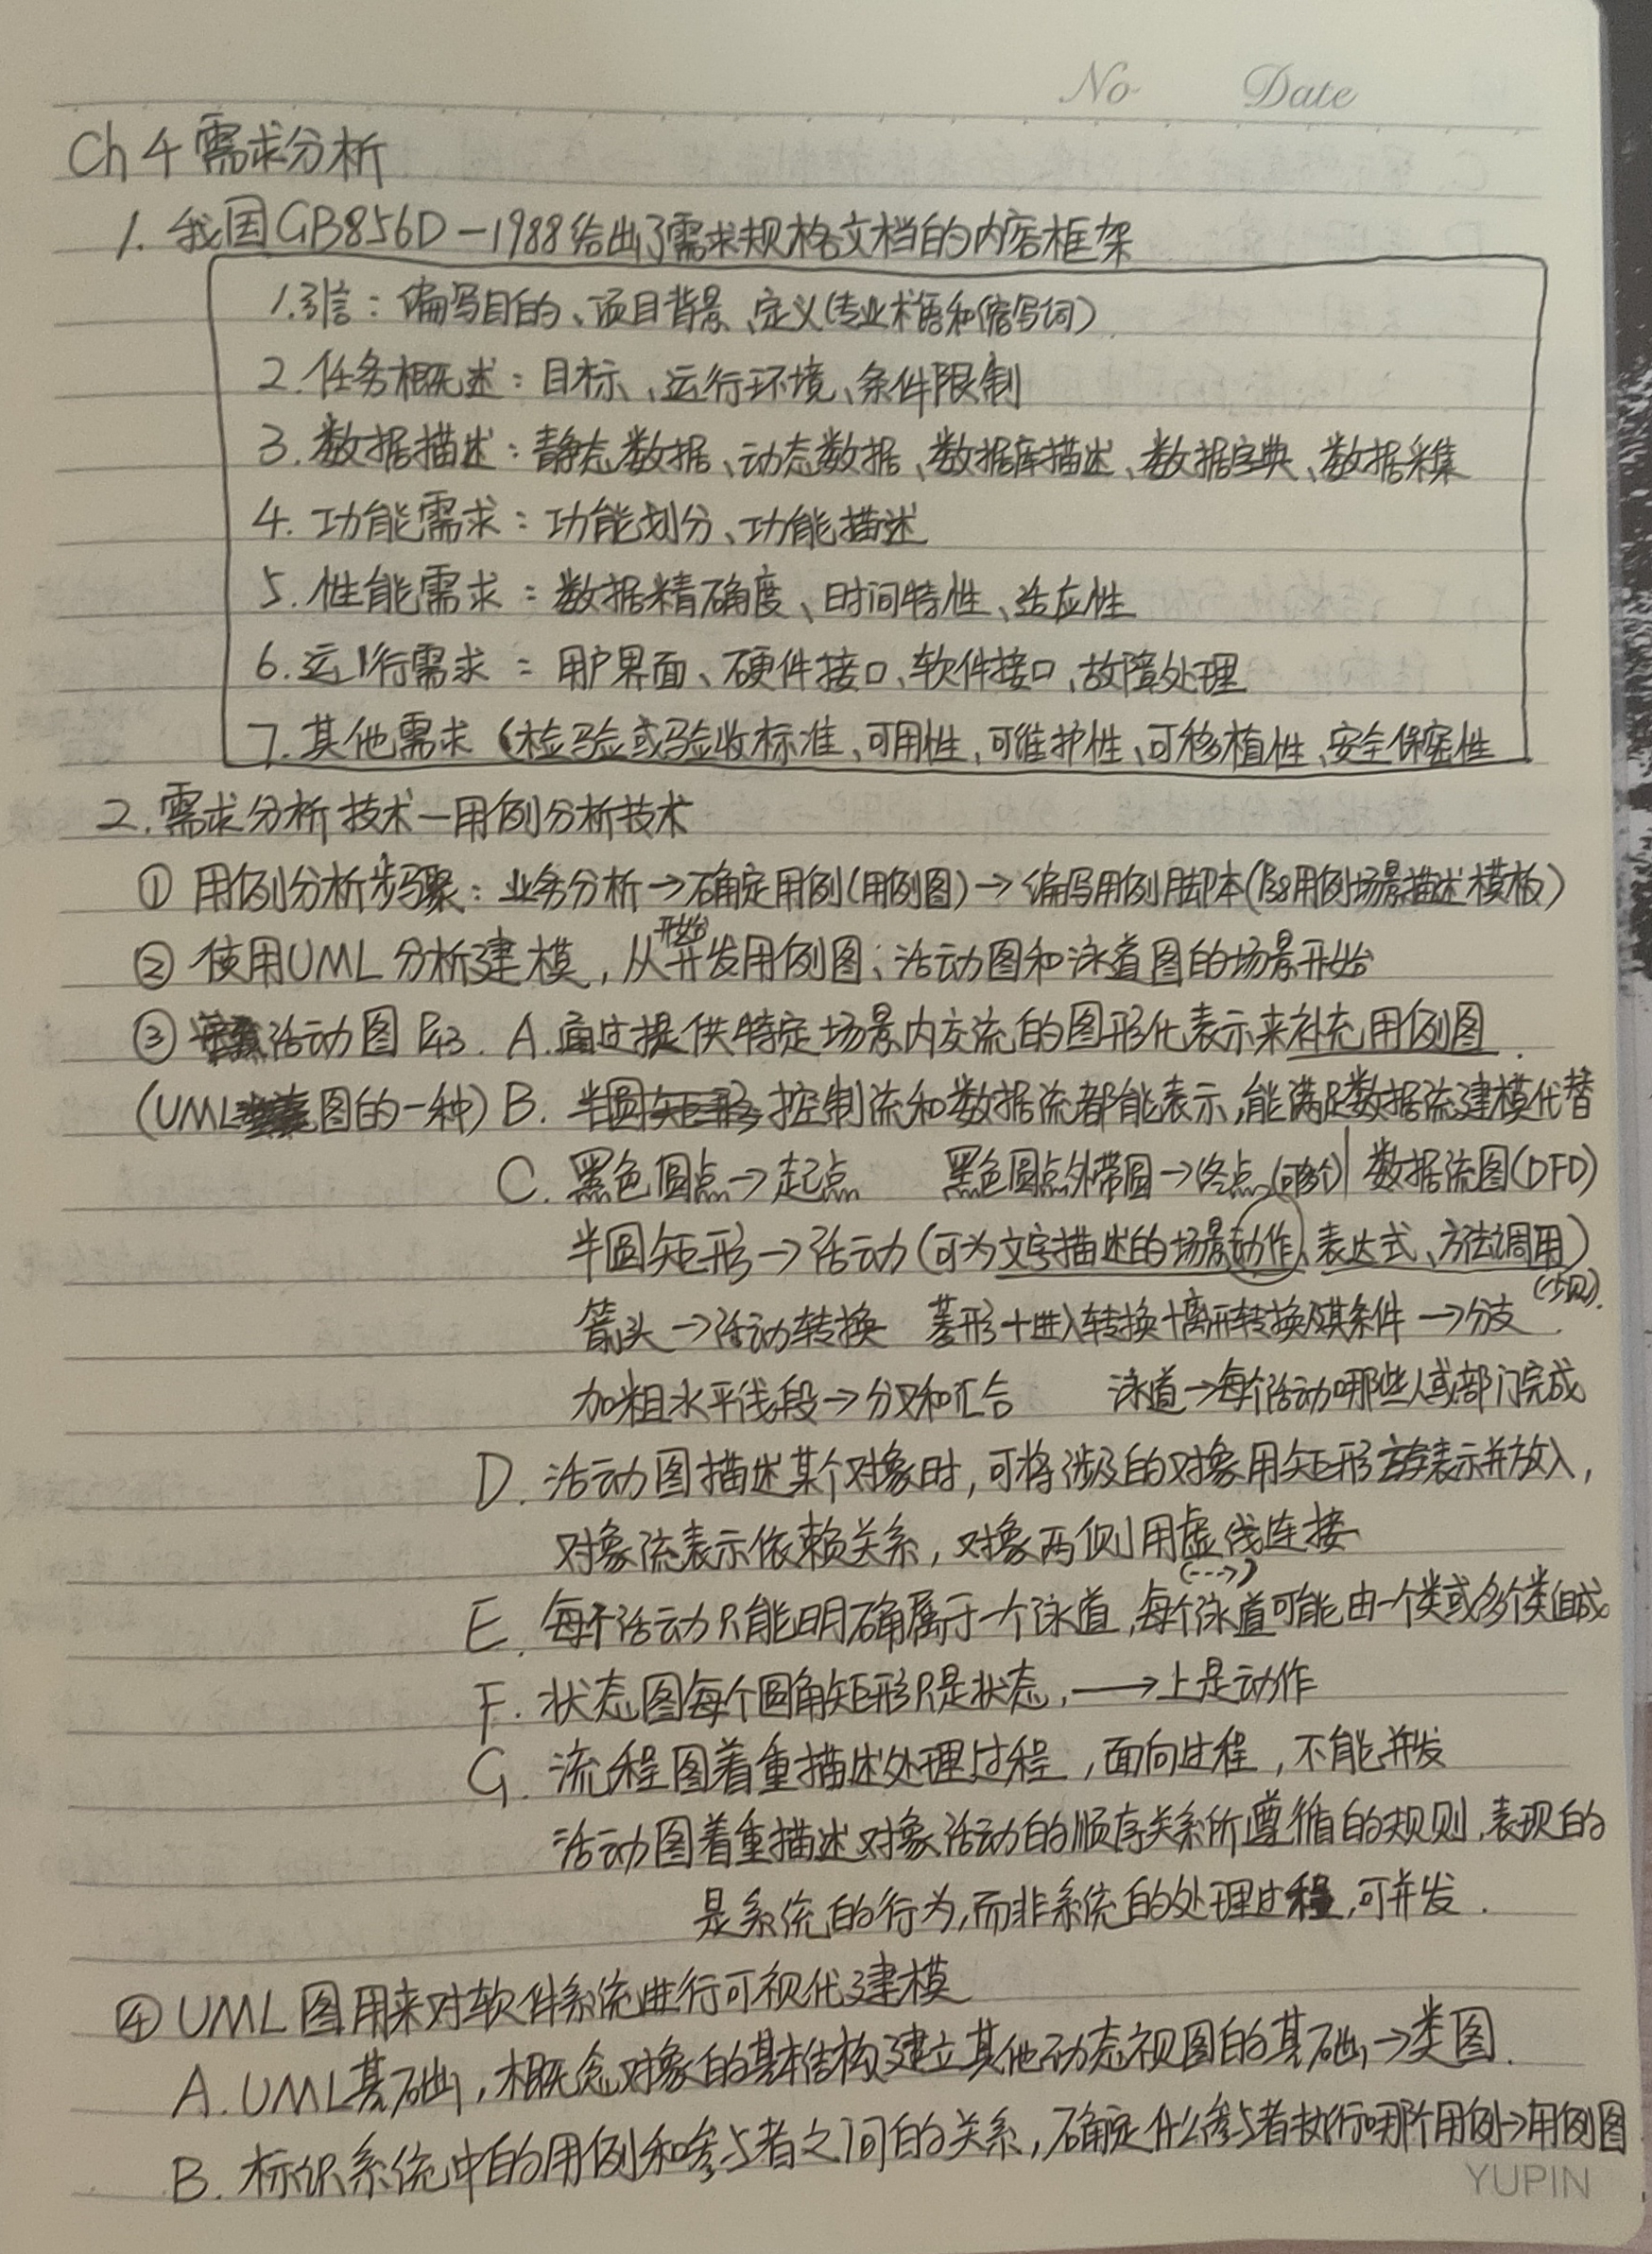 No Date
Ch 4 需求分析
1. 我国GB856D-1988给出了需求规格文档的内容框架
1.引言：编写目的、项目背景、定义(专业术语和缩写词)
2.任务概述：目标、运行环境、条件限制
3.数据描述：静态数据、动态数据、数据库描述、数据字典、数据采集
4.功能需求：功能划分、功能描述
5.性能需求：数据精确度、时间特性、适应性
6.运行需求：用户界面、硬件接口、软件接口、故障处理
7.其他需求(检验或验收标准、可用性、可维护性、可移植性、安全保密性
2.需求分析技术—用例分析技术
① 用例分析步骤：业务分析→确定用例(用例图)→编写用例脚本(P38用例场景描述模板)
开始
② 使用UML分析建模，从开发用例图、活动图和泳道图的场景开始
③ 活动图 P43. A.通过提供特定场景内交流的图形化表示来补充用例图.
(UML图的一种) B. 控制流和数据流都能表示,能满足数据流建模代替
C. 黑色圆点→起点 黑色圆点外带圆→终点(可多个) 数据流图(DFD)
半圆矩形→活动(可为文字描述的场景动作、表达式、方法调用)
(常见).
箭头→活动转换 菱形+进入转换+离开转换及其条件→分支.
加粗水平线段→分叉和汇合 泳道→每个活动哪些人或部门完成
D. 活动图描述某个对象时,可将涉及的对象用矩形表示并放入,
对象流表示依赖关系,对象两侧用虚线连接
(--->)
E. 每个活动只能明确属于一个泳道,每个泳道可能由一个类或多个类组成
F. 状态图每个圆角矩形只是状态, →上是动作
G. 流程图着重描述处理过程,面向过程,不能并发
活动图着重描述对象活动的顺序关系所遵循的规则,表现的
是系统的行为,而非系统的处理过程,可并发.
④ UML图用来对软件系统进行可视化建模
A. UML基础,概念对象的基本结构建立其他动态视图的基础→类图.
B. 标识系统中的用例和参与者之间的关系,确定什么参与者执行哪个用例→用例图
YUPIN